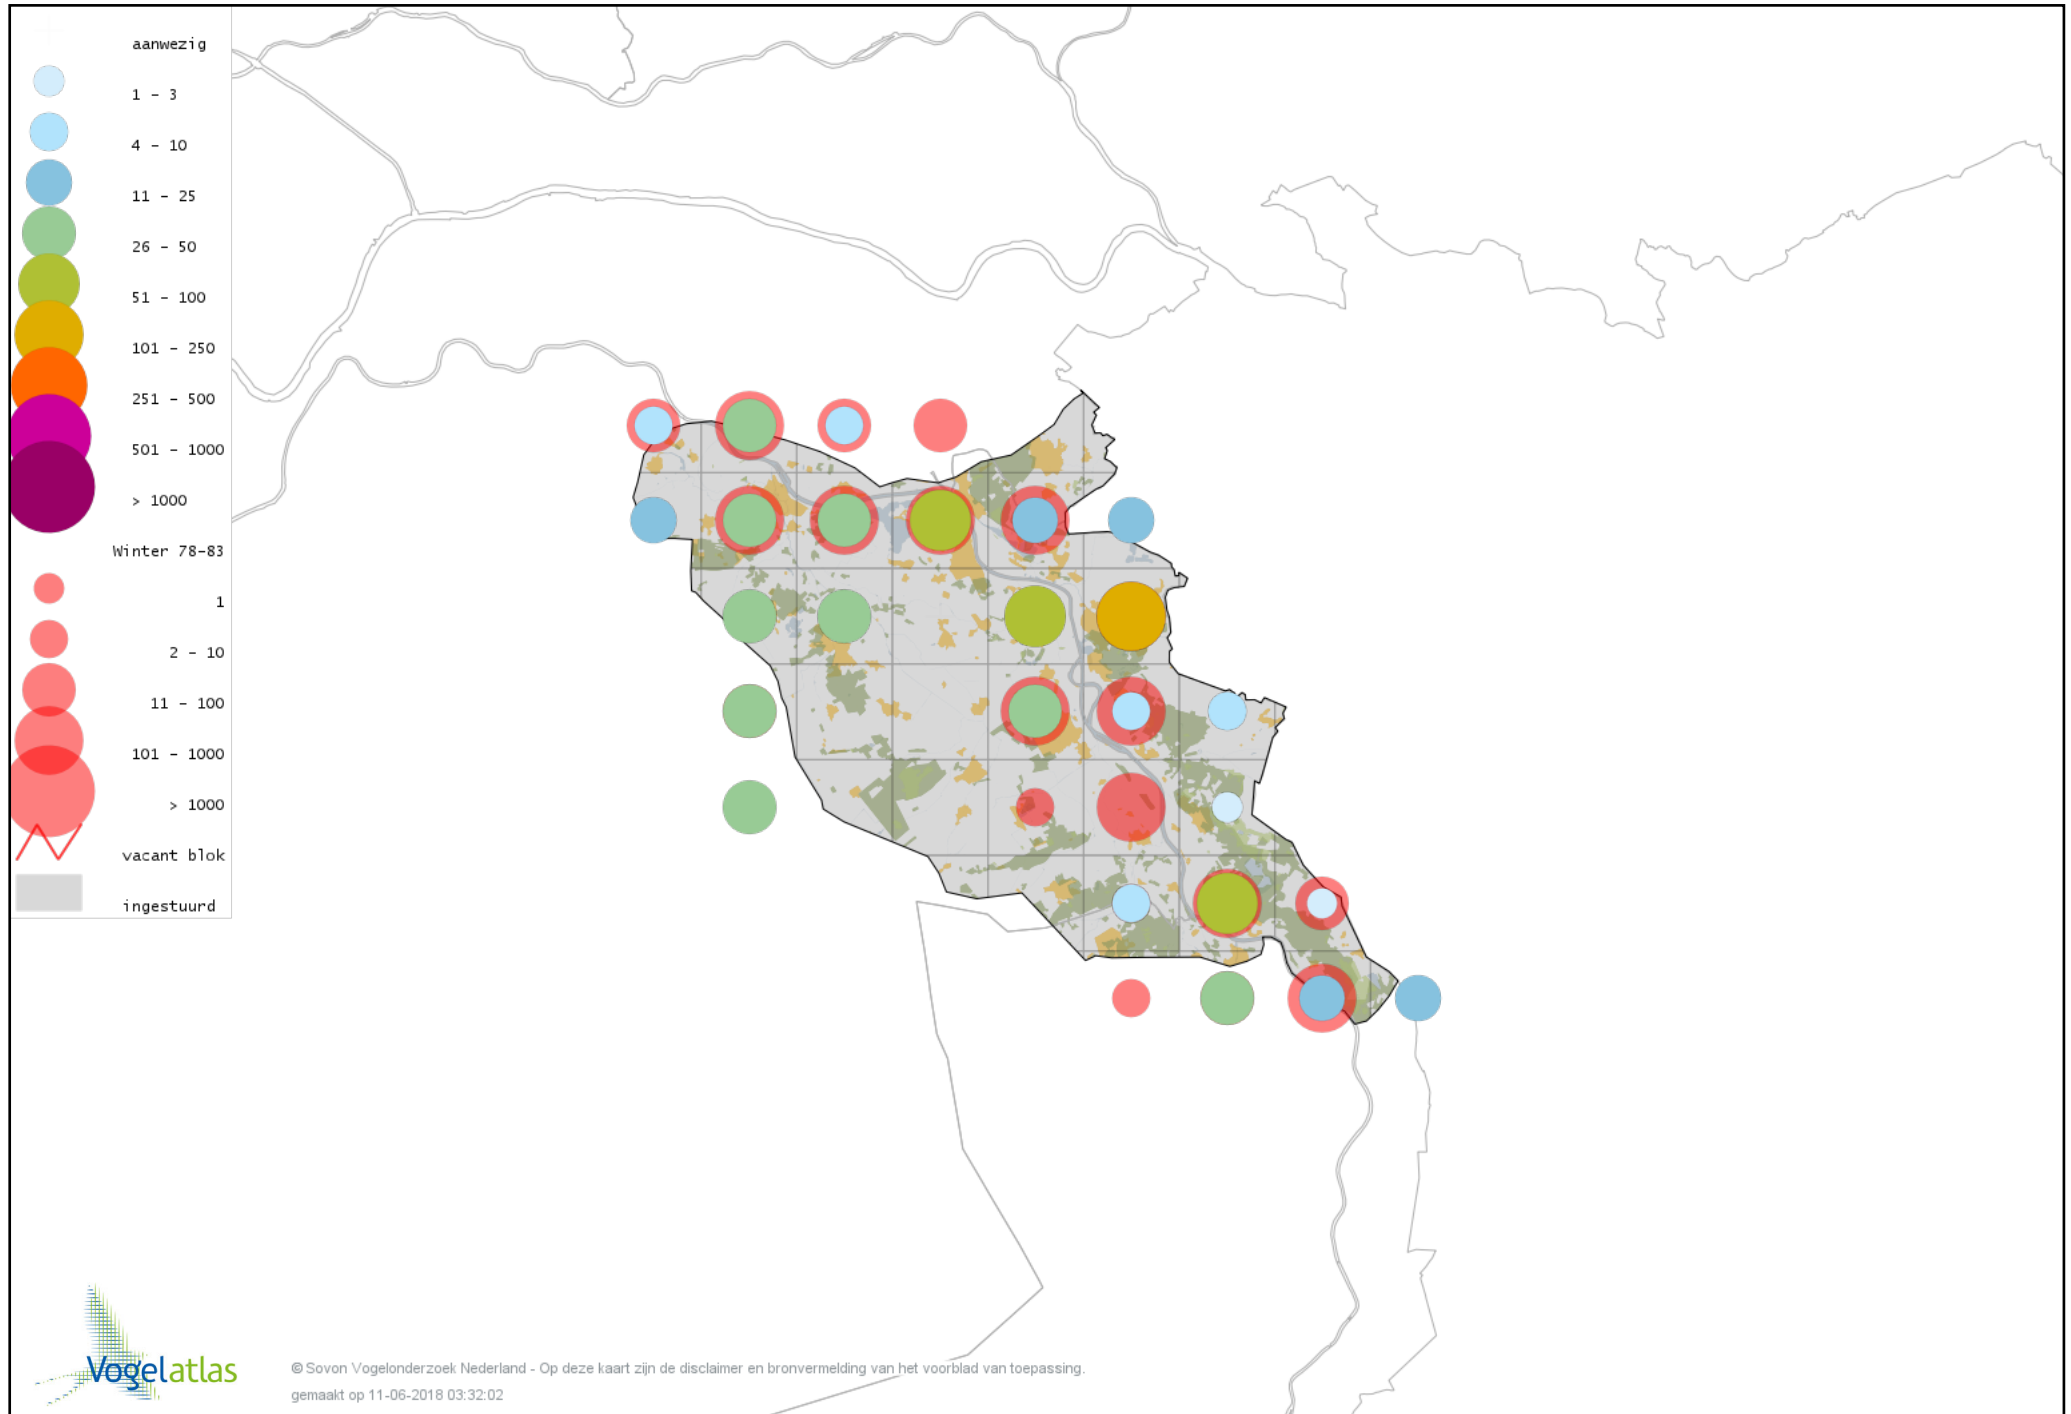 aanwezig
1 - 3
4 - 10
11 - 25
26 - 50
51 - 100
101 - 250
251 - 500
501 - 1000
> 1000
Winter 78-83
1
2 - 10
11 - 100
101 - 1000
> 1000
vacant blok
ingestuurd
Vogelatlas
© Sovon Vogelonderzoek Nederland - Op deze kaart zijn de disclaimer en bronvermelding van het voorblad van toepassing.
gemaakt op 11-06-2018 03:32:02